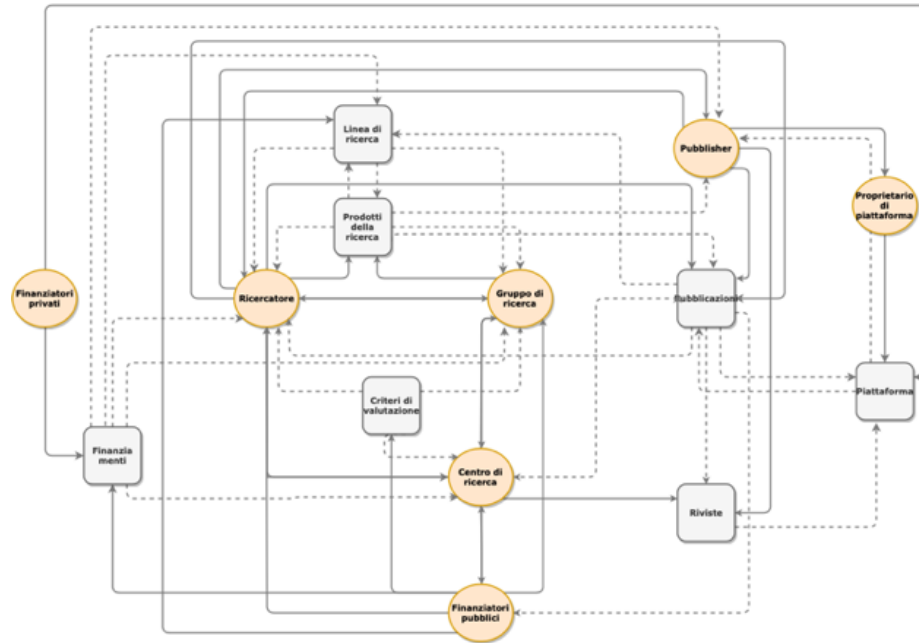 Linea di
ricerca
Pubblisher
Proprietario
di
piattaforma
Prodotti
della
ricerca
Finanziatori
privati
Ricercatore
Gruppo di
ricerca
Pubblicazioni
Piattaforma
Criteri di
valutazione
Finanzia
menti
Centro di
ricerca
Riviste
Finanziatori
pubblici